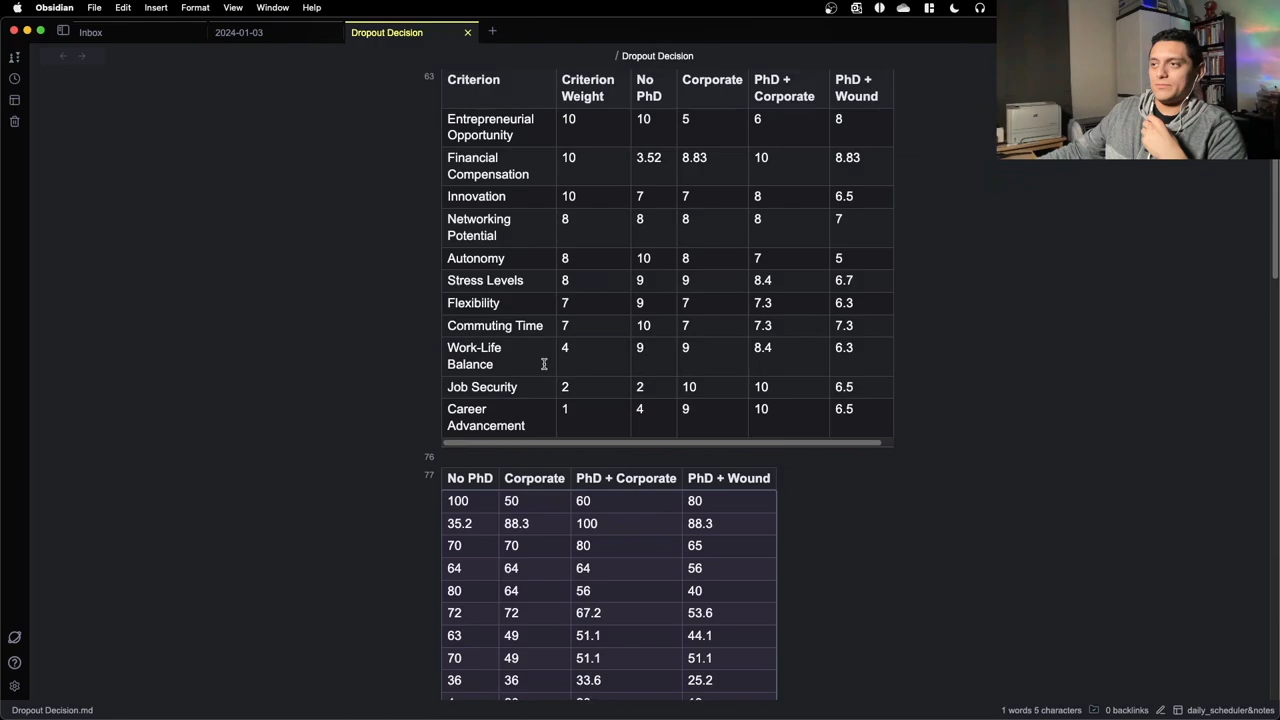 Obsidian File Edit Insert Format View Window Help
Inbox 2024-01-03 Dropout Decision
/ Dropout Decision
63
Criterion Criterion Weight No PhD Corporate PhD + Corporate PhD + Wound
Entrepreneurial Opportunity 10 10 5 6 8
Financial Compensation 10 3.52 8.83 10 8.83
Innovation 10 7 7 8 6.5
Networking Potential 8 8 8 8 7
Autonomy 8 10 8 7 5
Stress Levels 8 9 9 8.4 6.7
Flexibility 7 9 7 7.3 6.3
Commuting Time 7 10 7 7.3 7.3
Work-Life Balance 4 9 9 8.4 6.3
Job Security 2 2 10 10 6.5
Career Advancement 1 4 9 10 6.5
76
77
No PhD Corporate PhD + Corporate PhD + Wound
100 50 60 80
35.2 88.3 100 88.3
70 70 80 65
64 64 64 56
80 64 56 40
72 72 67.2 53.6
63 49 51.1 44.1
70 49 51.1 51.1
36 36 33.6 25.2
Dropout Decision.md 1 words 5 characters 0 backlinks daily_scheduler&notes